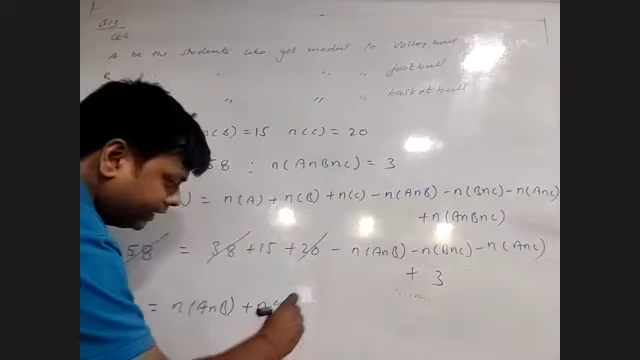 Q13
Let
A be the students who got medal in Volley ball
B " " " " football
" " " basket ball
n(B) = 15 n(C) = 20
58 : n(A∩B∩C) = 3
) = n(A) + n(B) + n(C) - n(A∩B) - n(B∩C) - n(A∩C)
+ n(A∩B∩C)
58 = 38 + 15 + 20 - n(A∩B) - n(B∩C) - n(A∩C)
+ 3
= n(A∩B) + n